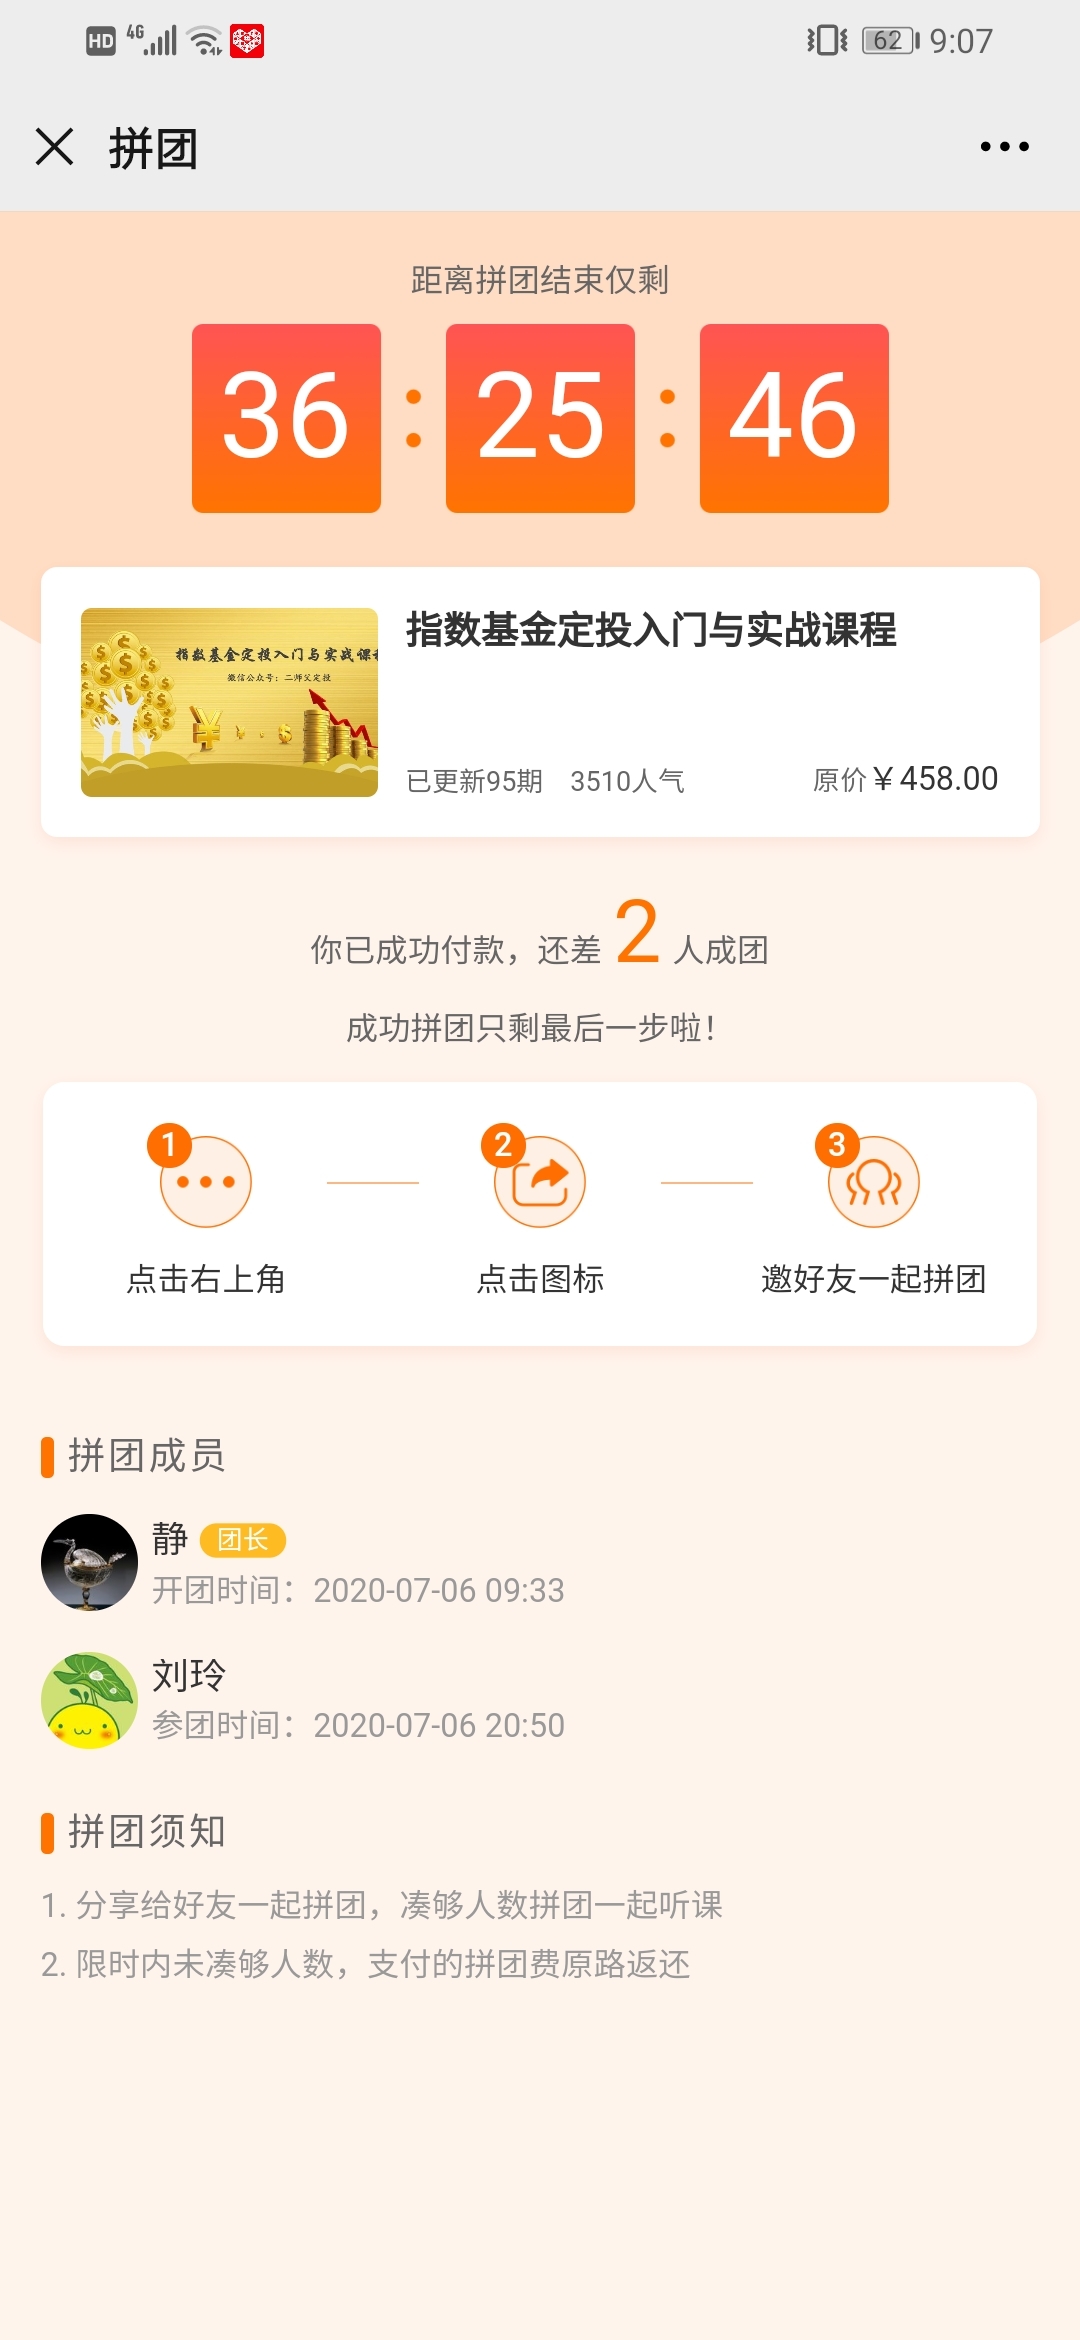 HD 4G 62 9:07
拼团
距离拼团结束仅剩
36 : 25 : 46
指数基金定投入门与实战课程
微信公众号：二师父定投
指数基金定投入门与实战课程
已更新95期 3510人气 原价￥458.00
你已成功付款，还差 2 人成团
成功拼团只剩最后一步啦！
1 2 3
点击右上角 点击图标 邀好友一起拼团
拼团成员
静 团长
开团时间：2020-07-06 09:33
刘玲
参团时间：2020-07-06 20:50
拼团须知
1. 分享给好友一起拼团，凑够人数拼团一起听课
2. 限时内未凑够人数，支付的拼团费原路返还